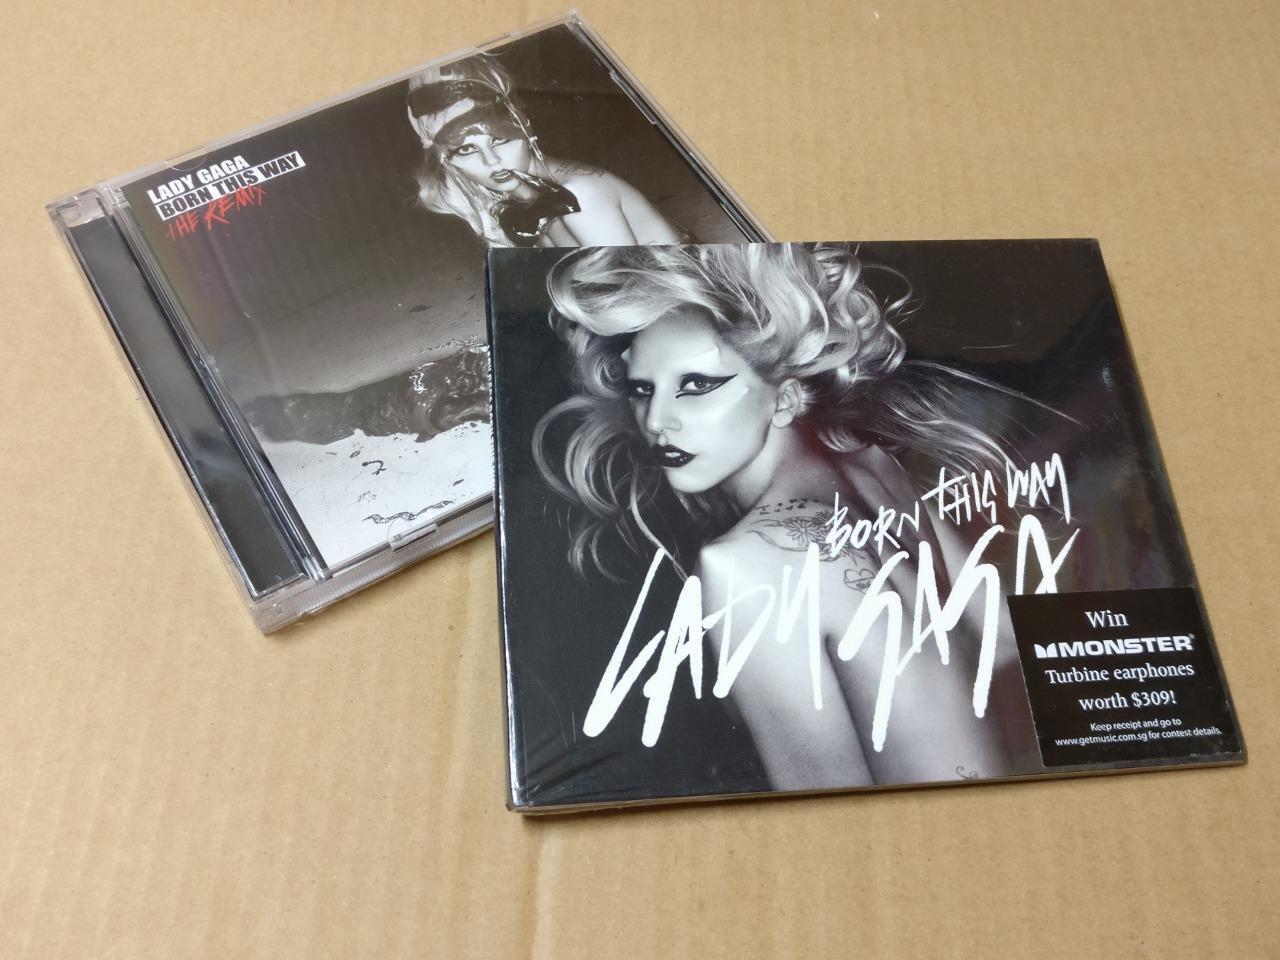 LADY GAGA
BORN THIS WAY
THE REMIX
BORN THIS WAY
LADY GAGA
Win
MONSTER®
Turbine earphones
worth $309!
Keep receipt and go to
www.getmusic.com.sg for contest details.